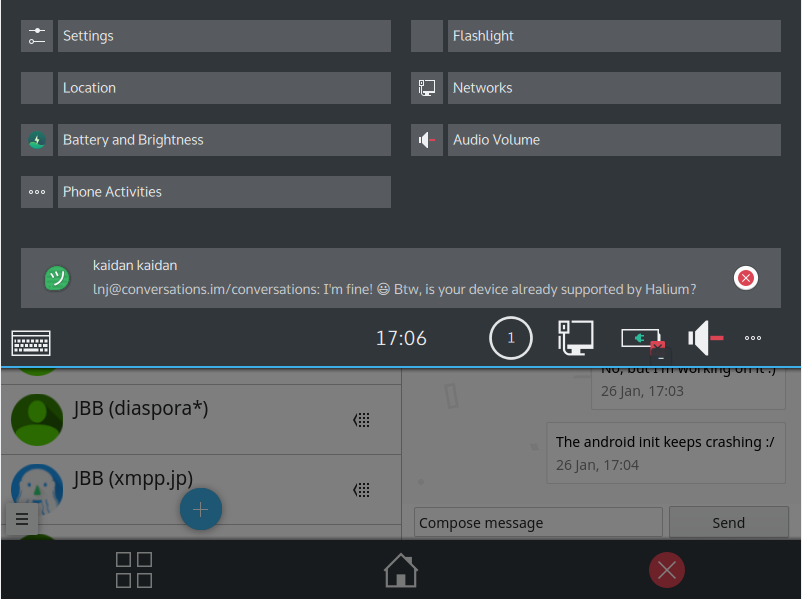 Settings
Flashlight
Location
Networks
Battery and Brightness
Audio Volume
Phone Activities
kaidan kaidan
lnj@conversations.im/conversations: I'm fine! 😃 Btw, is your device already supported by Halium?
17:06
1
No, but I'm working on it :)
26 Jan, 17:03
JBB (diaspora*)
The android init keeps crashing :/
26 Jan, 17:04
JBB (xmpp.jp)
Compose message
Send